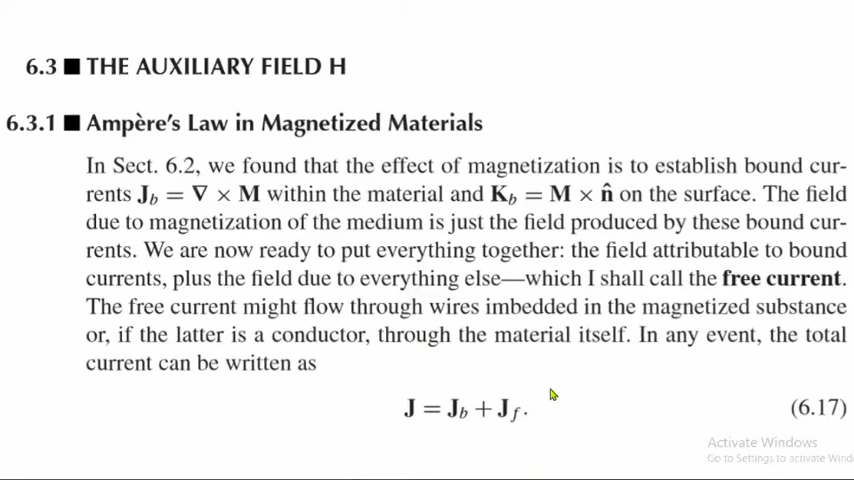 6.3 ■ THE AUXILIARY FIELD H
6.3.1 ■ Ampère's Law in Magnetized Materials
In Sect. 6.2, we found that the effect of magnetization is to establish bound cur-
rents J_b = ∇ × M within the material and K_b = M × n̂ on the surface. The field
due to magnetization of the medium is just the field produced by these bound cur-
rents. We are now ready to put everything together: the field attributable to bound
currents, plus the field due to everything else—which I shall call the free current.
The free current might flow through wires imbedded in the magnetized substance
or, if the latter is a conductor, through the material itself. In any event, the total
current can be written as
J = J_b + J_f. (6.17)
Activate Windows
Go to Settings to activate Wind